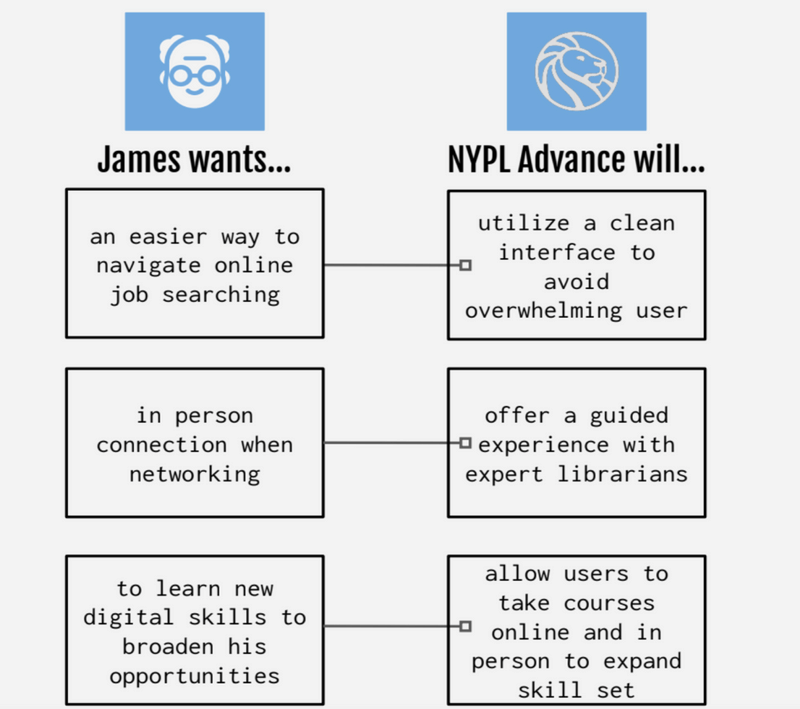 James wants...
NYPL Advance will...
an easier way to
navigate online
job searching
utilize a clean
interface to
avoid
overwhelming user
in person
connection when
networking
offer a guided
experience with
expert librarians
to learn new
digital skills to
broaden his
opportunities
allow users to
take courses
online and in
person to expand
skill set